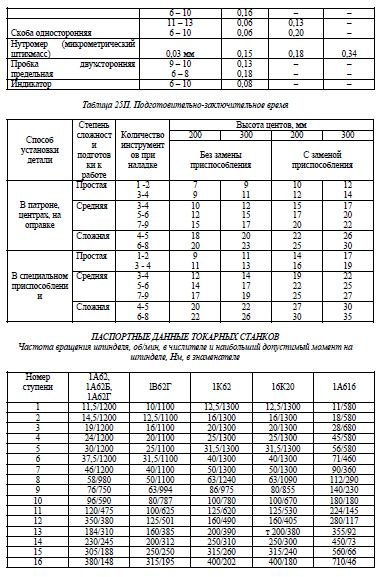 6 – 10 0,16 – –
11 – 13 0,06 0,13 –
Скоба односторонняя 6 – 10 0,06 0,20 –
Нутромер (микрометрический
штихмасс) 0,03 мм 0,15 0,18 0,34
Пробка двухсторонняя 9 – 10 0,13 – –
предельная 6 – 8 0,18 – –
Индикатор 6 – 10 0,08 – –
Таблица 25П. Подготовительно-заключительное время
Способ установки детали
Степень сложност и подготов ки к работе
Количество инструмент ов при наладке
Высота центов, мм
200 300 200 300
Без замены приспособления
С заменой приспособления
В патроне, центрах, на оправке
Простая 1 -2 7 9 10 12
3-4 9 11 12 14
Средняя 3-4 10 12 15 17
5-6 12 15 17 20
7-9 15 17 20 22
Сложная 4-5 18 20 22 26
6-8 20 23 25 30
В специальном приспособлени и
Простая 1-2 9 11 14 17
3 - 4 11 13 16 19
Средняя 3-4 12 14 19 22
5-6 14 17 22 25
7-9 17 19 25 27
Сложная 4-5 20 22 27 30
6-8 22 26 30 35
ПАСПОРТНЫЕ ДАННЫЕ ТОКАРНЫХ СТАНКОВ
Частота вращения шпинделя, об/мин, в числителе и наибольший допустимый момент на
шпинделе, Нм, в знаменателе
Номер ступени
1А62, 1А62Б, 1А62Г
1В62Г 1К62 16К20 1А616
1 11,5/1200 10/1100 12,5/1300 12,5/1300 11/580
2 14,5/1200 12,5/1100 16/1300 16/1300 18/580
3 19/1200 16/1100 20/1300 20/1300 28/680
4 24/1200 20/1100 25/1300 25/1300 45/580
5 30/1200 25/1100 31,5/1300 31,5/1300 56/580
6 37,5/1200 31,5/1100 40/1300 40/1300 71/460
7 46/1200 40/1100 50/1300 50/1300 90/360
8 58/980 50/1100 63/1240 63/1090 112/290
9 76/750 63/994 86/975 80/855 140/230
10 96/590 80/787 100/780 100/670 180/180
11 120/475 100/625 125/620 125/530 224/145
12 350/380 125/501 160/490 160/405 280/117
13 184/310 160/385 200/390 т 200/380 355/92
14 230/245 200/312 250/310 250/300 450/73
15 305/188 250/250 315/260 315/240 560/66
16 380/148 315/195 400/202 400/180 710/46